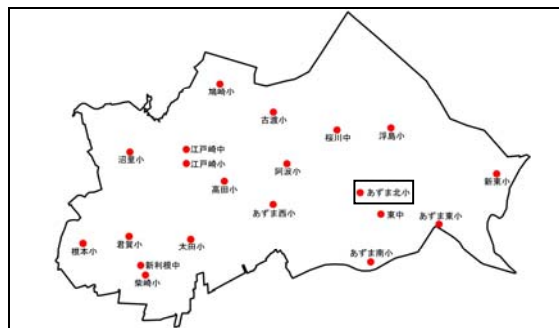 鳩崎小
古渡小
桜川中
浮島小
江戸崎中
沼里小
江戸崎小
阿波小
高田小
新東小
あずま北小
あずま西小
東中
あずま東小
君賀小
太田小
根本小
あずま南小
新利根中
柴崎小